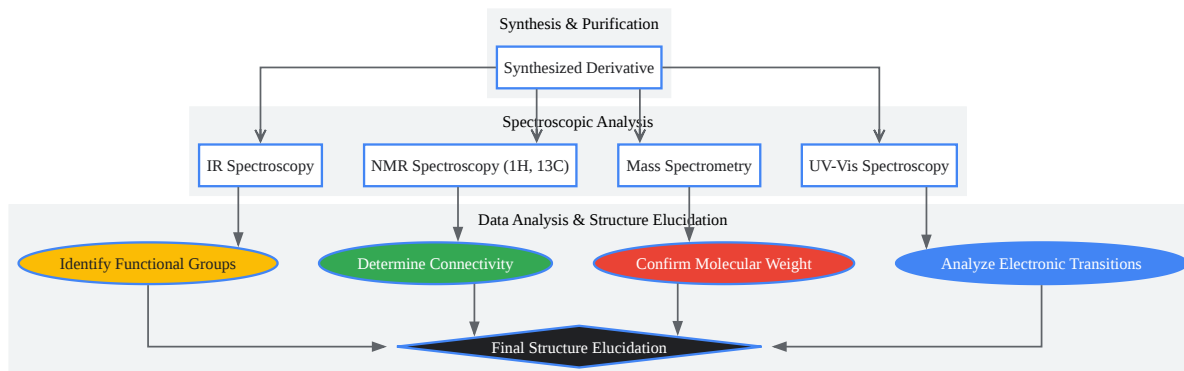 Synthesis & Purification
Synthesized Derivative
Spectroscopic Analysis
IR Spectroscopy
NMR Spectroscopy (1H, 13C)
Mass Spectrometry
UV-Vis Spectroscopy
Data Analysis & Structure Elucidation
Identify Functional Groups
Determine Connectivity
Confirm Molecular Weight
Analyze Electronic Transitions
Final Structure Elucidation